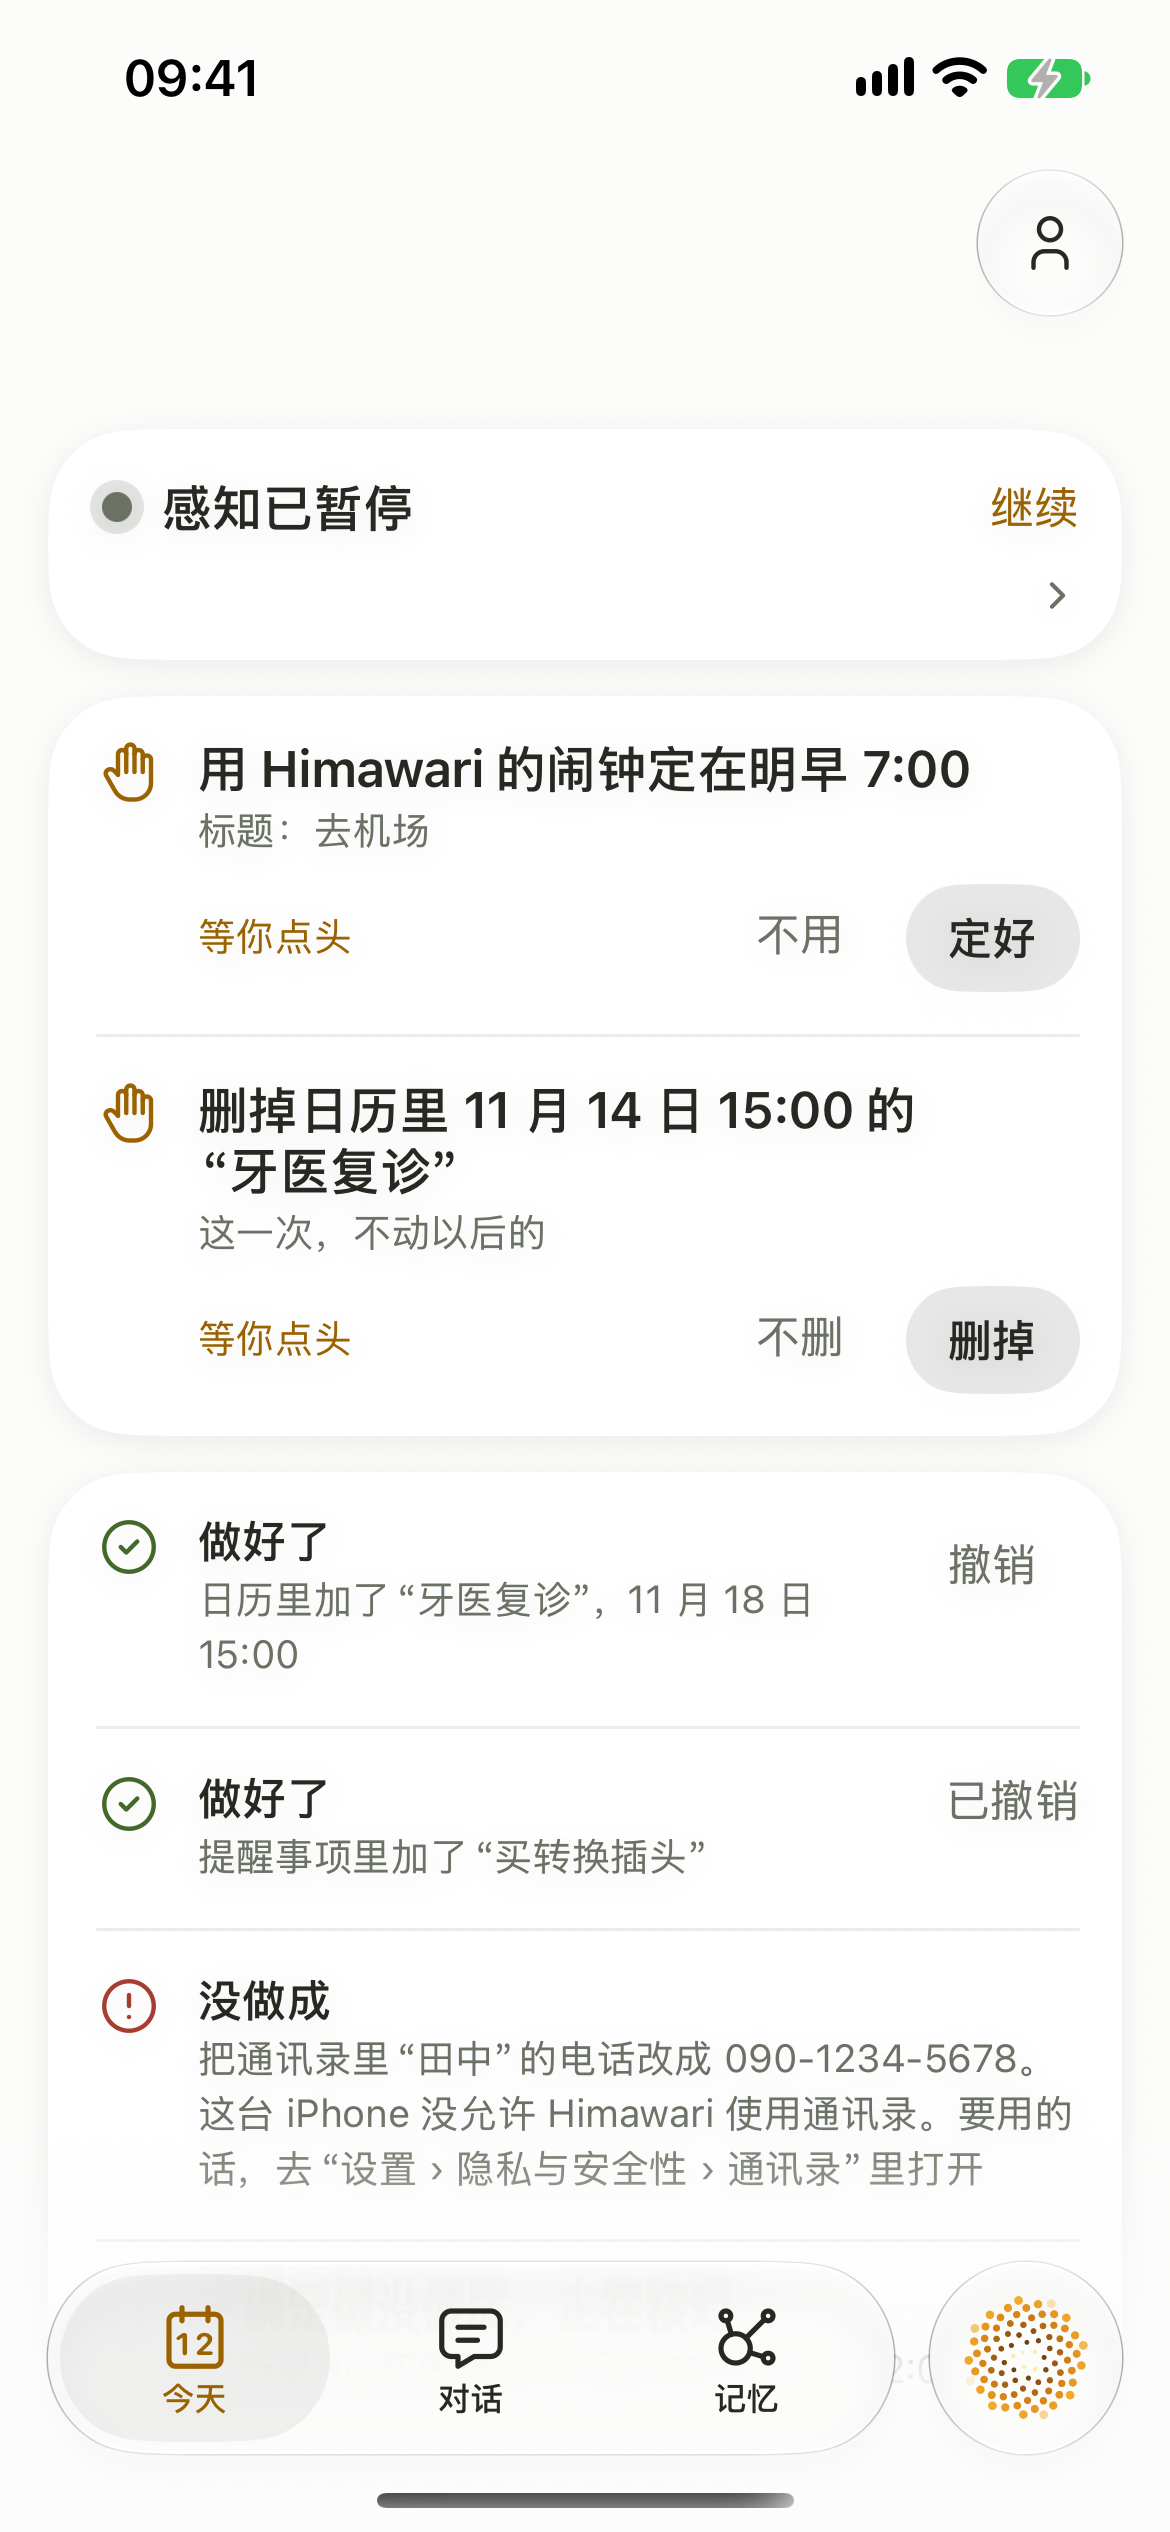 09:41
感知已暂停
继续
用 Himawari 的闹钟定在明早 7:00
标题：去机场
等你点头
不用
定好
删掉日历里 11 月 14 日 15:00 的
“牙医复诊”
这一次，不动以后的
等你点头
不删
删掉
做好了
撤销
日历里加了“牙医复诊”，11 月 18 日
15:00
做好了
已撤销
提醒事项里加了“买转换插头”
没做成
把通讯录里“田中”的电话改成 090-1234-5678。
这台 iPhone 没允许 Himawari 使用通讯录。要用的
话，去“设置 › 隐私与安全性 › 通讯录”里打开
12
今天
对话
记忆